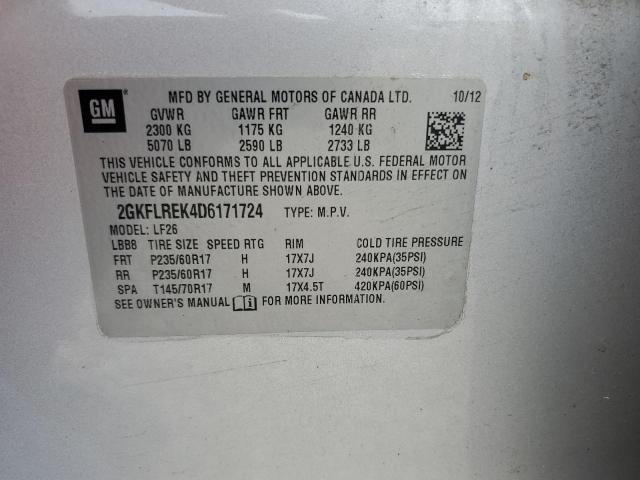 GM
MFD BY GENERAL MOTORS OF CANADA LTD. 10/12
GVWR GAWR FRT GAWR RR
2300 KG 1175 KG 1240 KG
5070 LB 2590 LB 2733 LB
THIS VEHICLE CONFORMS TO ALL APPLICABLE U.S. FEDERAL MOTOR
VEHICLE SAFETY AND THEFT PREVENTION STANDARDS IN EFFECT ON
THE DATE OF MANUFACTURE SHOWN ABOVE.
2GKFLREK4D6171724 TYPE: M.P.V.
MODEL: LF26
LBB8 TIRE SIZE SPEED RTG RIM COLD TIRE PRESSURE
FRT P235/60R17 H 17X7J 240KPA(35PSI)
RR P235/60R17 H 17X7J 240KPA(35PSI)
SPA T145/70R17 M 17X4.5T 420KPA(60PSI)
SEE OWNER'S MANUAL FOR MORE INFORMATION.